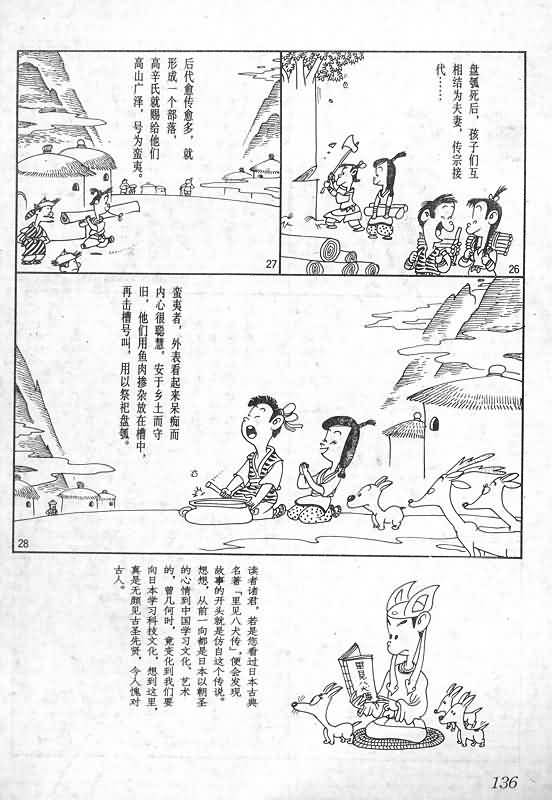 盘瓠死后，孩子们互
相结为夫妻，传宗接
代……
26
后代愈传愈多，就
形成一个部落，
高辛氏就赐给他们
高山广泽，号为蛮夷。
27
蛮夷者，外表看起来呆痴而
内心很聪慧。安于乡土而守
旧，他们用鱼肉掺杂放在槽中，
再击槽号叫，用以祭祀盘瓠。
28
读者诸君，若是您看过日本古典
名著「里见八犬传」，便会发现
故事的开头就是仿自这个传说。
想想，从前一向都是日本以朝圣
的心情到中国学习文化、艺术
的，曾几何时，竟变化到我们要
向日本学习科技文化，想到这里，
真是无颜见古圣先贤，今人愧对
古人。
里见八犬传
136